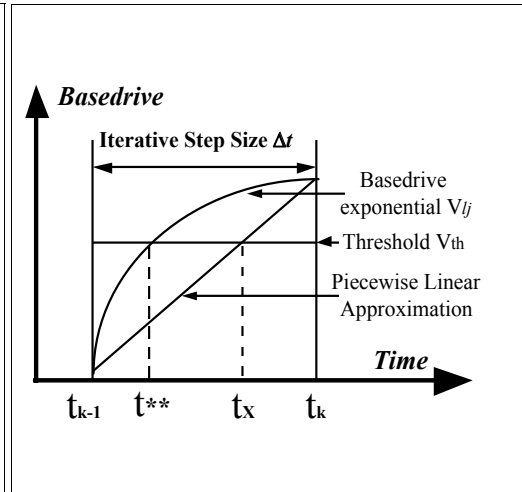 Basedrive
Iterative Step Size Δt
Basedrive
exponential Vlj
Threshold Vth
Piecewise Linear
Approximation
Time
tk-1 t** tX tk